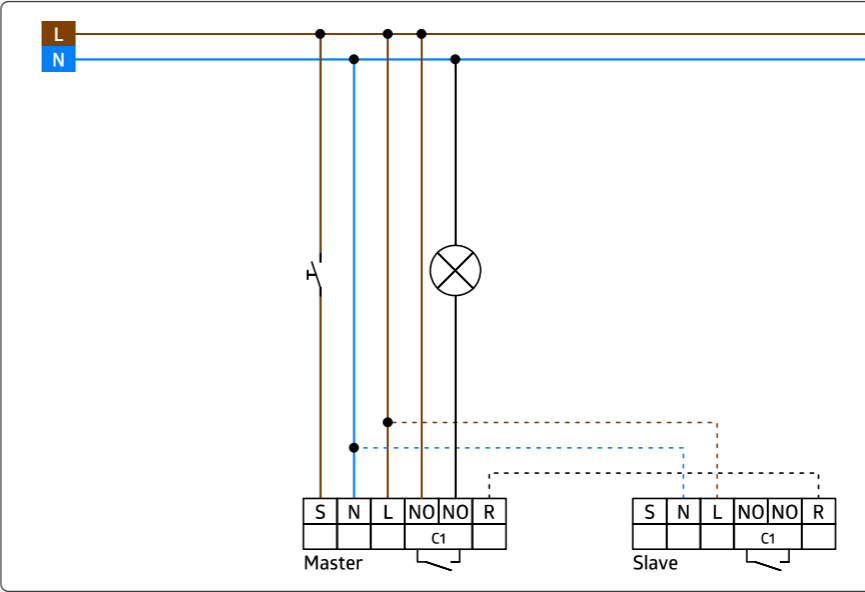 L
N
S N L NO NO R
C1
Master
S N L NO NO R
C1
Slave